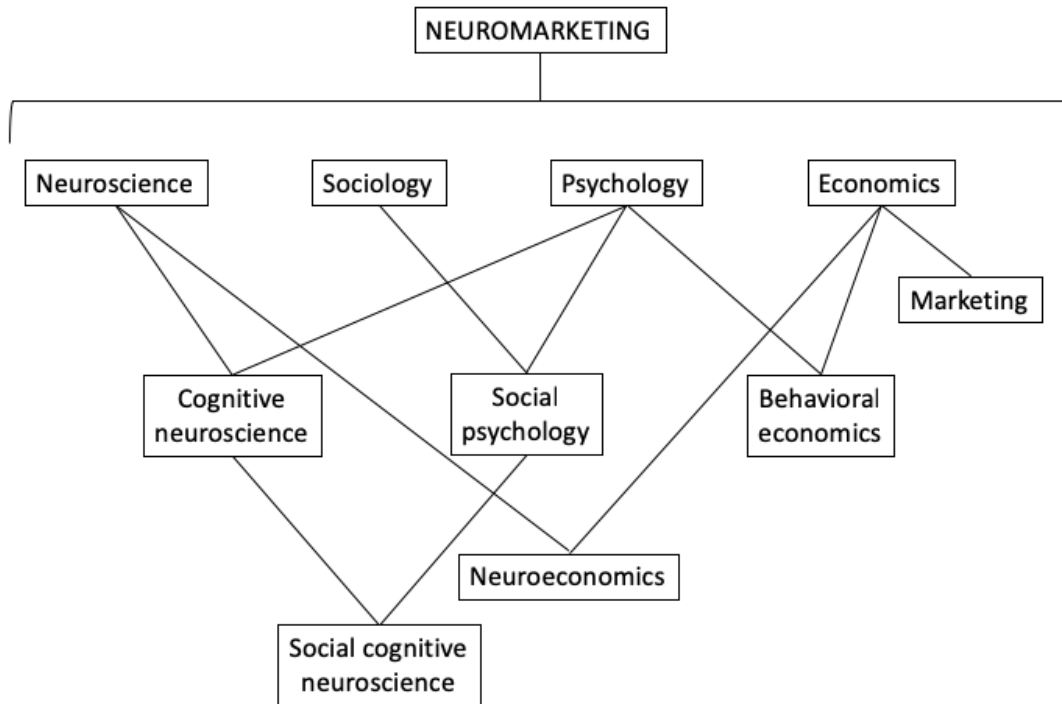 NEUROMARKETING
Neuroscience
Sociology
Psychology
Economics
Marketing
Cognitive
neuroscience
Social
psychology
Behavioral
economics
Neuroeconomics
Social cognitive
neuroscience